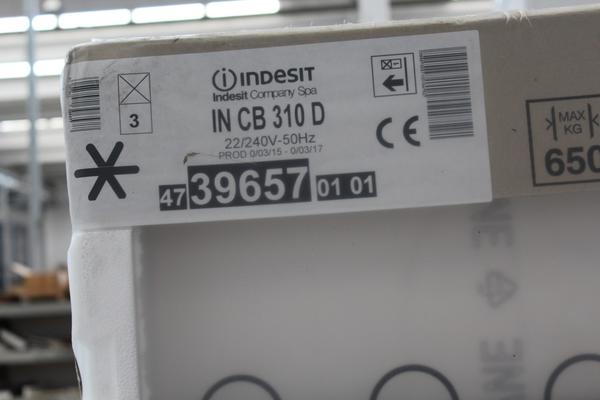 INDESIT
Indesit Company Spa
IN CB 310 D
22/240V-50Hz
PROD 0/03/15 - 0/03/17
47 39657 01 01
3
1
CE
MAX
KG
650